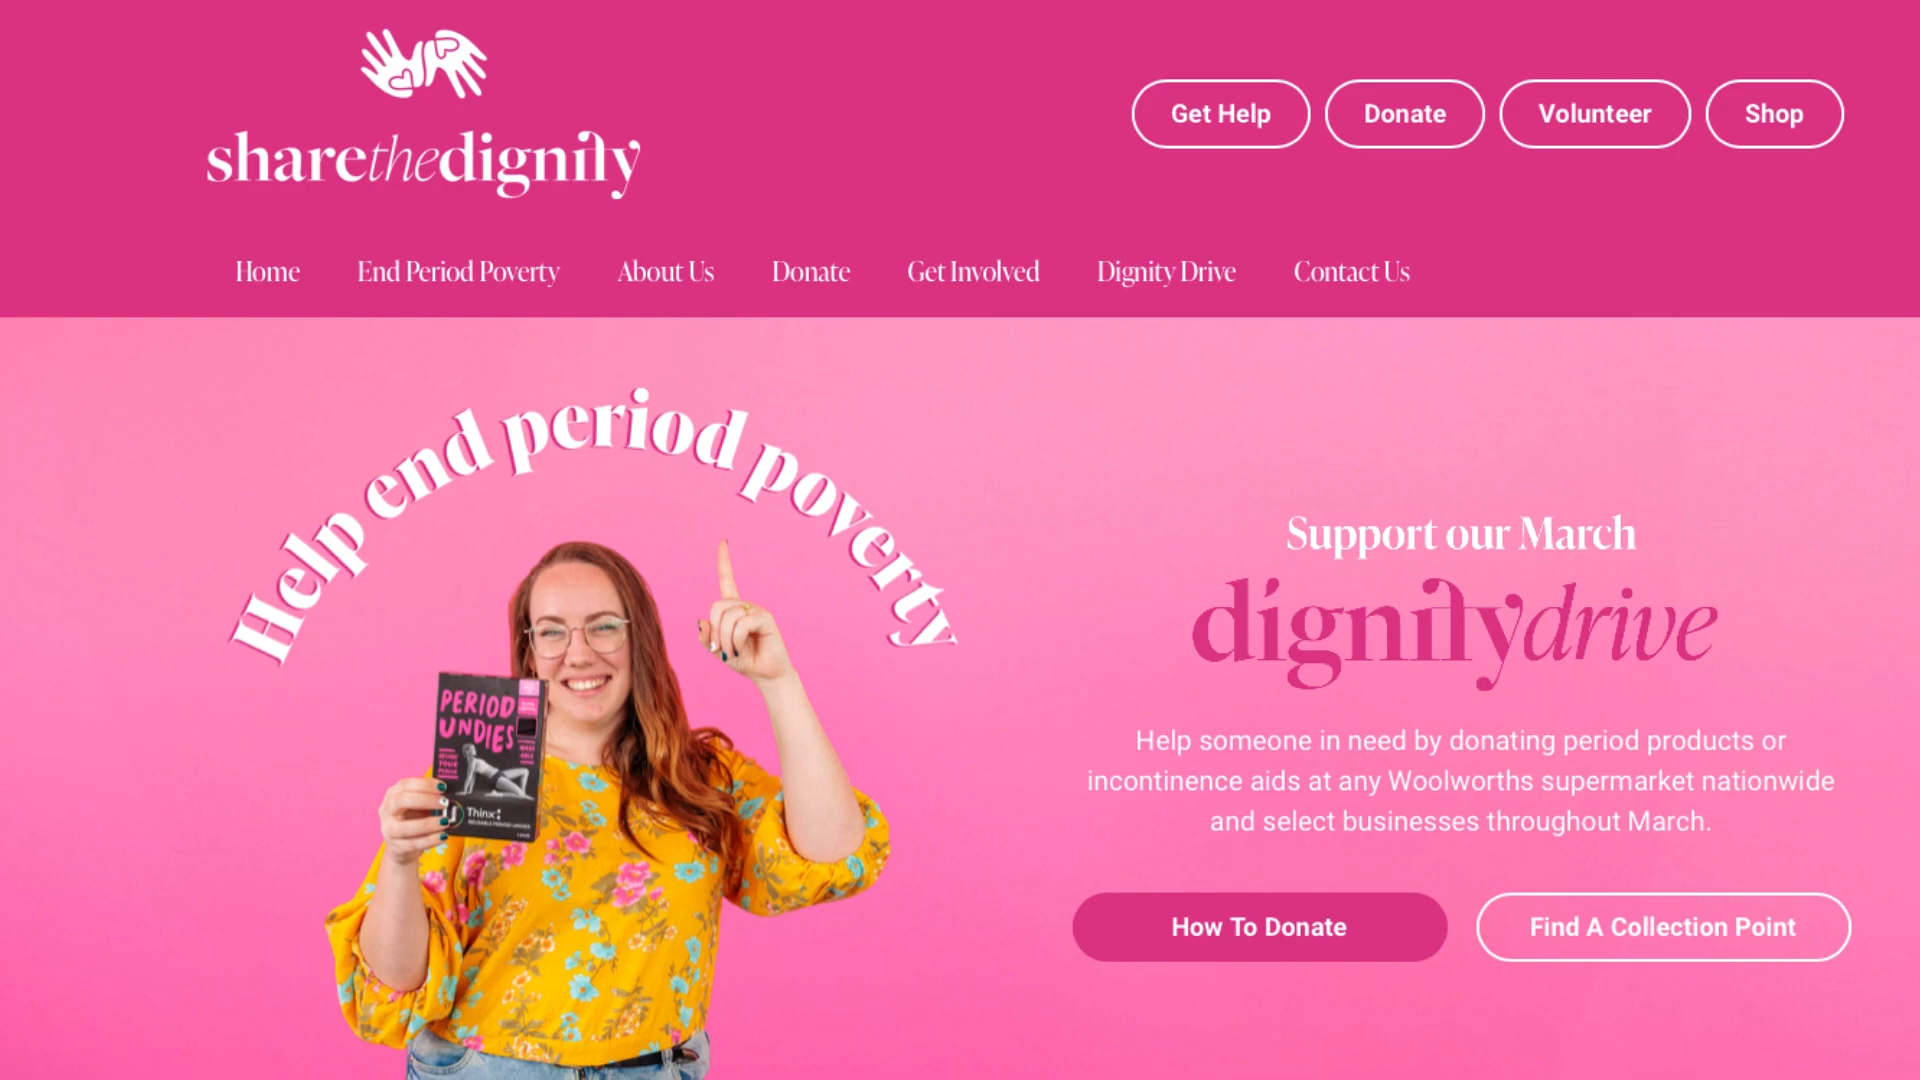 sharethedignity
Get Help
Donate
Volunteer
Shop
Home
End Period Poverty
About Us
Donate
Get Involved
Dignity Drive
Contact Us
Help end period poverty
PERIOD
UNDIES
Thinx
Support our March
dignitydrive
Help someone in need by donating period products or
incontinence aids at any Woolworths supermarket nationwide
and select businesses throughout March.
How To Donate
Find A Collection Point